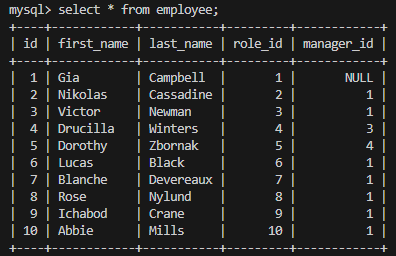 mysql> select * from employee;
+----+------------+-----------+---------+------------+
| id | first_name | last_name | role_id | manager_id |
+----+------------+-----------+---------+------------+
|  1 | Gia        | Campbell  |       1 |       NULL |
|  2 | Nikolas    | Cassadine |       2 |          1 |
|  3 | Victor     | Newman    |       3 |          1 |
|  4 | Drucilla   | Winters   |       4 |          3 |
|  5 | Dorothy    | Zbornak   |       5 |          4 |
|  6 | Lucas      | Black     |       6 |          1 |
|  7 | Blanche    | Devereaux |       7 |          1 |
|  8 | Rose       | Nylund    |       8 |          1 |
|  9 | Ichabod    | Crane     |       9 |          1 |
| 10 | Abbie      | Mills     |      10 |          1 |
+----+------------+-----------+---------+------------+